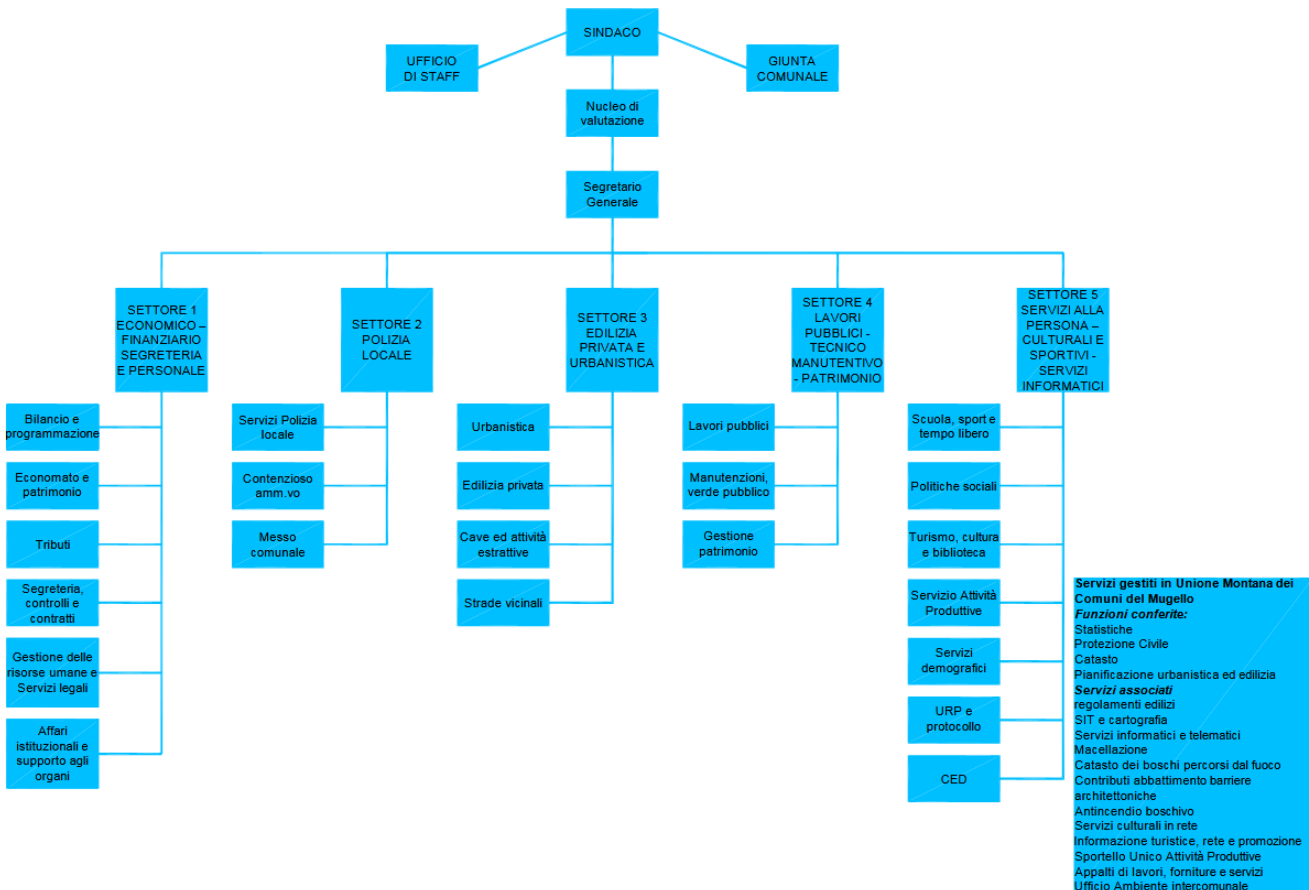 SINDACO
UFFICIO
DI STAFF
GIUNTA
COMUNALE
Nucleo di
valutazione
Segretario
Generale
SETTORE 1
ECONOMICO –
FINANZIARIO
SEGRETERIA
E PERSONALE
SETTORE 2
POLIZIA
LOCALE
SETTORE 3
EDILIZIA
PRIVATA E
URBANISTICA
SETTORE 4
LAVORI
PUBBLICI -
TECNICO
MANUTENTIVO
- PATRIMONIO
SETTORE 5
SERVIZI ALLA
PERSONA –
CULTURALI E
SPORTIVI -
SERVIZI
INFORMATICI
Bilancio e
programmazione
Economato e
patrimonio
Tributi
Segreteria,
controlli e
contratti
Gestione delle
risorse umane e
Servizi legali
Affari
istituzionali e
supporto agli
organi
Servizi Polizia
locale
Contenzioso
amm.vo
Messo
comunale
Urbanistica
Edilizia privata
Cave ed attività
estrattive
Strade vicinali
Lavori pubblici
Manutenzioni,
verde pubblico
Gestione
patrimonio
Scuola, sport e
tempo libero
Politiche sociali
Turismo, cultura
e biblioteca
Servizio Attività
Produttive
Servizi
demografici
URP e
protocollo
CED
Servizi gestiti in Unione Montana dei
Comuni del Mugello
Funzioni conferite:
Statistiche
Protezione Civile
Catasto
Pianificazione urbanistica ed edilizia
Servizi associati
regolamenti edilizi
SIT e cartografia
Servizi informatici e telematici
Macellazione
Catasto dei boschi percorsi dal fuoco
Contributi abbattimento barriere
architettoniche
Antincendio boschivo
Servizi culturali in rete
Informazione turistice, rete e promozione
Sportello Unico Attività Produttive
Appalti di lavori, forniture e servizi
Ufficio Ambiente intercomunale